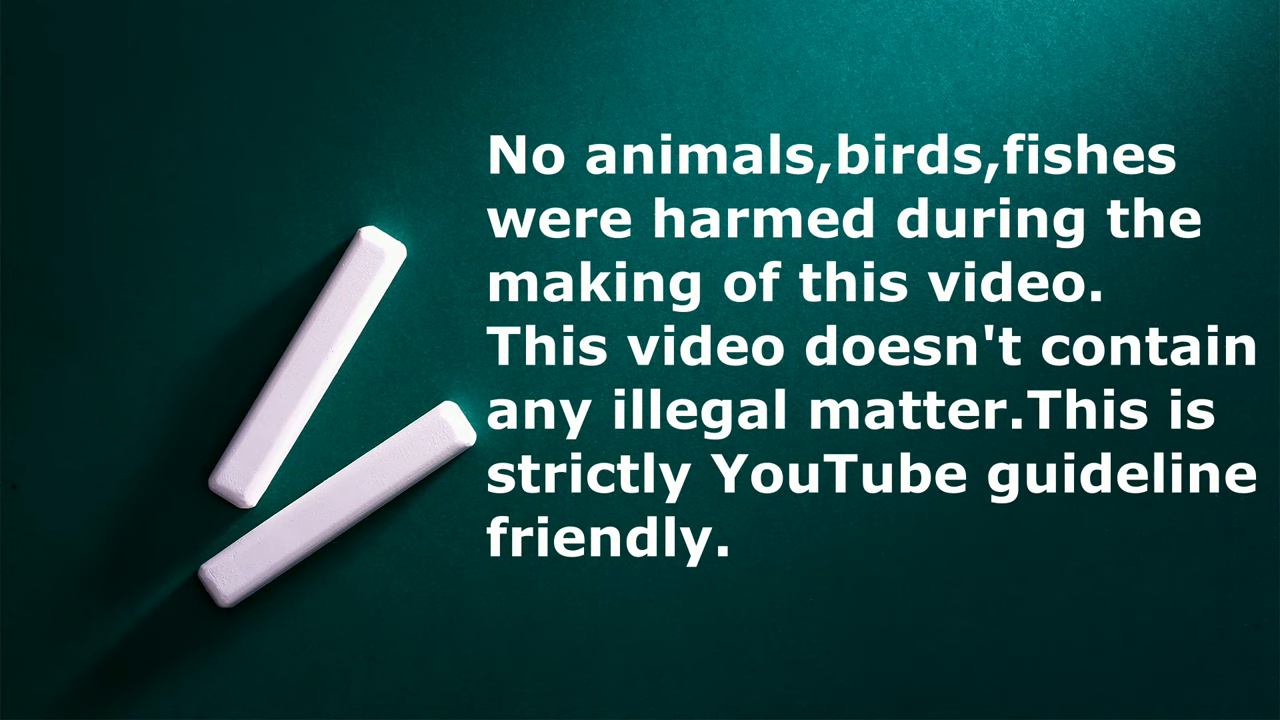 No animals,birds,fishes
were harmed during the
making of this video.
This video doesn't contain
any illegal matter.This is
strictly YouTube guideline
friendly.